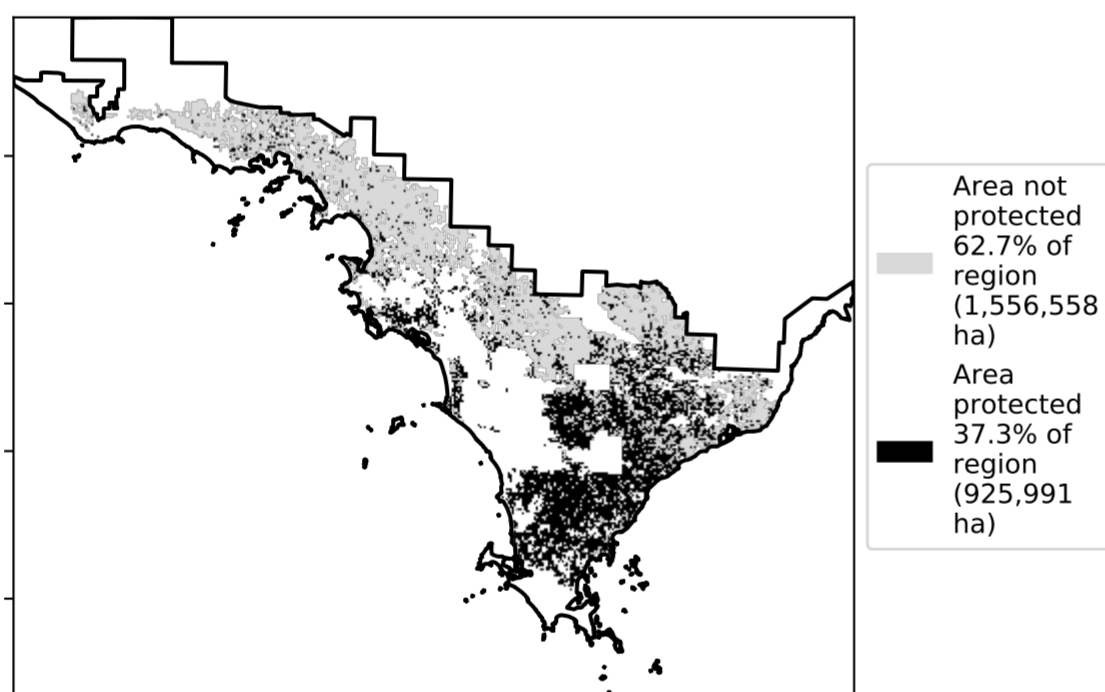 Area not
protected
62.7% of
region
(1,556,558
ha)
Area
protected
37.3% of
region
(925,991
ha)